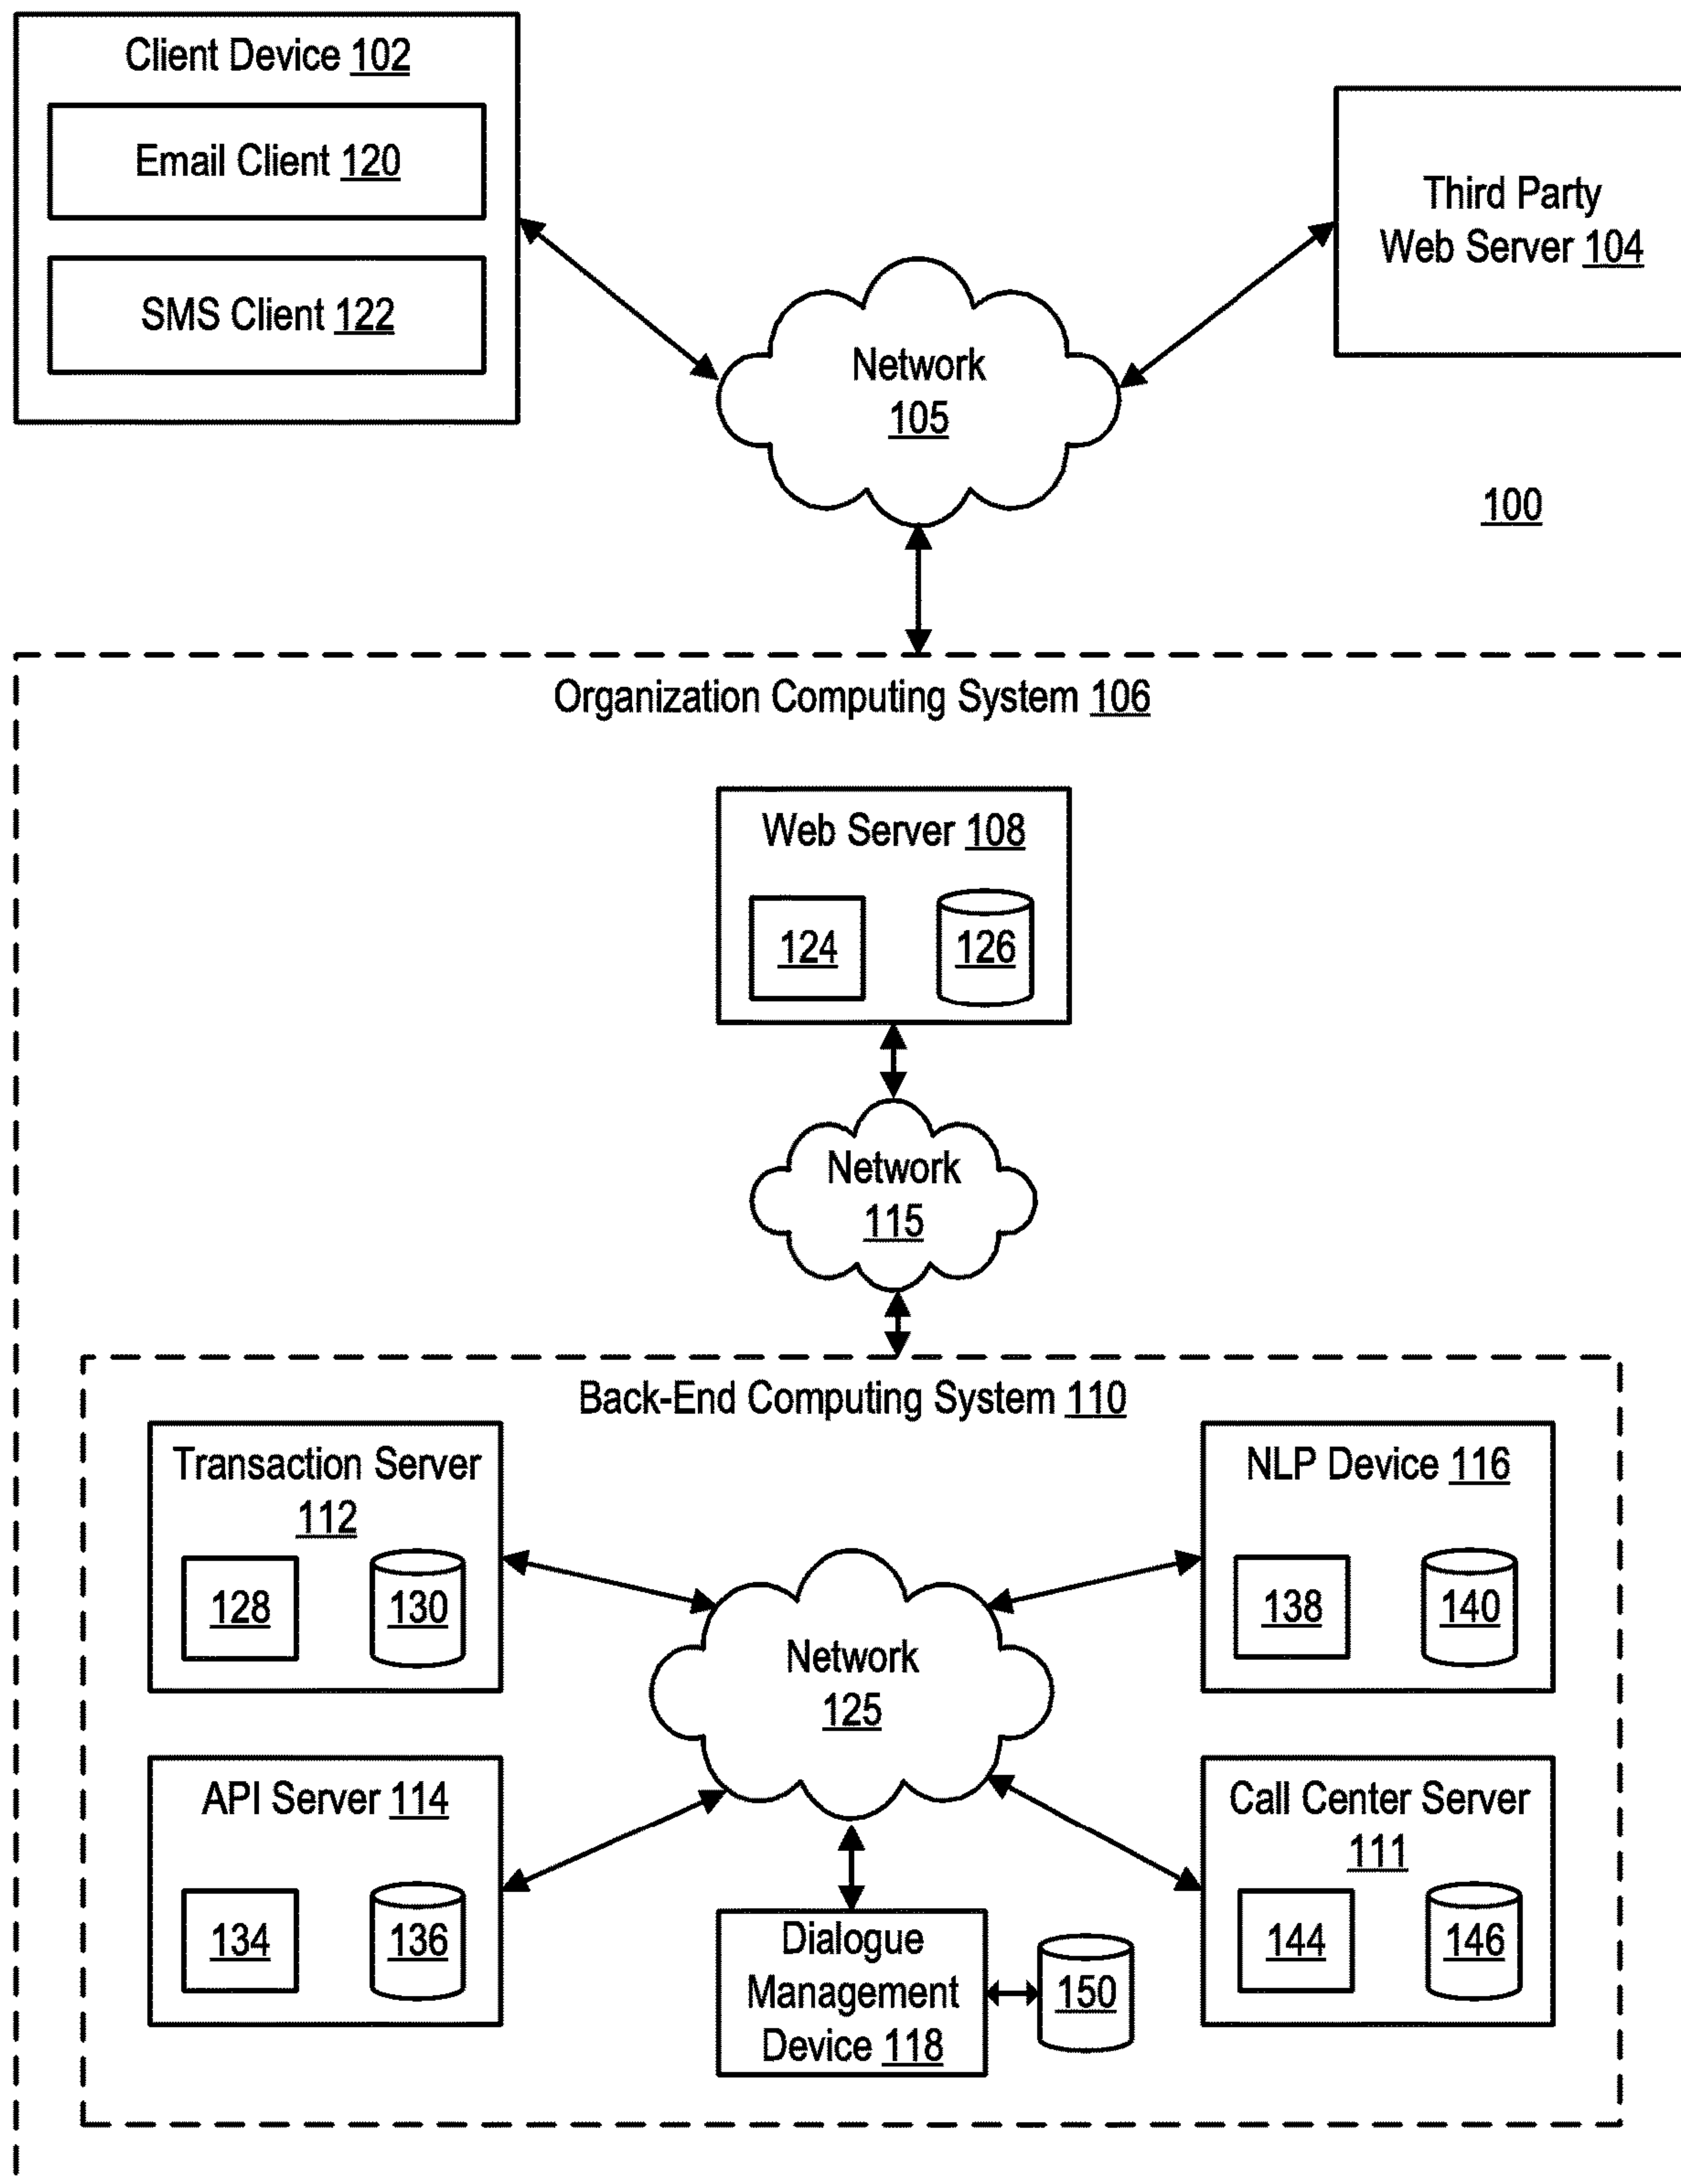 Client Device 102
Email Client 120
SMS Client 122
Third Party
Web Server 104
Network
105
100
Organization Computing System 106
Web Server 108
124
126
Network
115
Back-End Computing System 110
Transaction Server
112
128
130
NLP Device 116
138
140
Network
125
API Server 114
134
136
Call Center Server
111
144
146
Dialogue
Management
Device 118
150